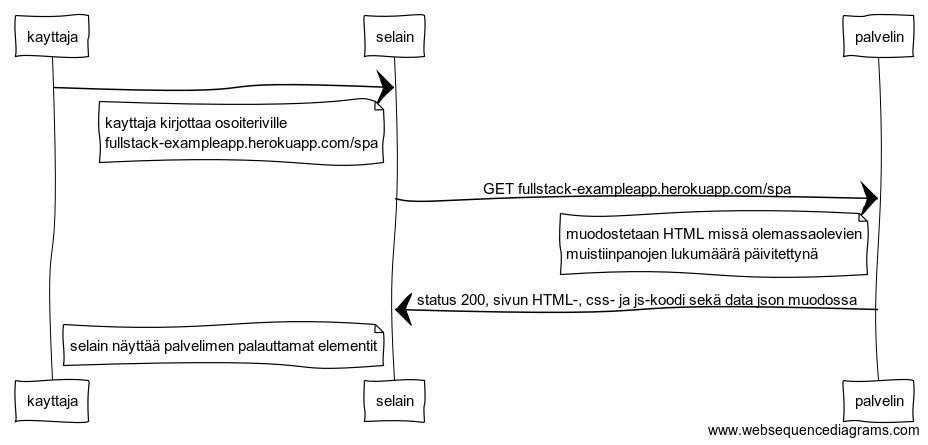 kayttaja
selain
palvelin
kayttaja kirjottaa osoiteriville
fullstack-exampleapp.herokuapp.com/spa
GET fullstack-exampleapp.herokuapp.com/spa
muodostetaan HTML missä olemassaolevien
muistiinpanojen lukumäärä päivitettynä
status 200, sivun HTML-, css- ja js-koodi sekä data json muodossa
selain näyttää palvelimen palauttamat elementit
kayttaja
selain
palvelin
www.websequencediagrams.com